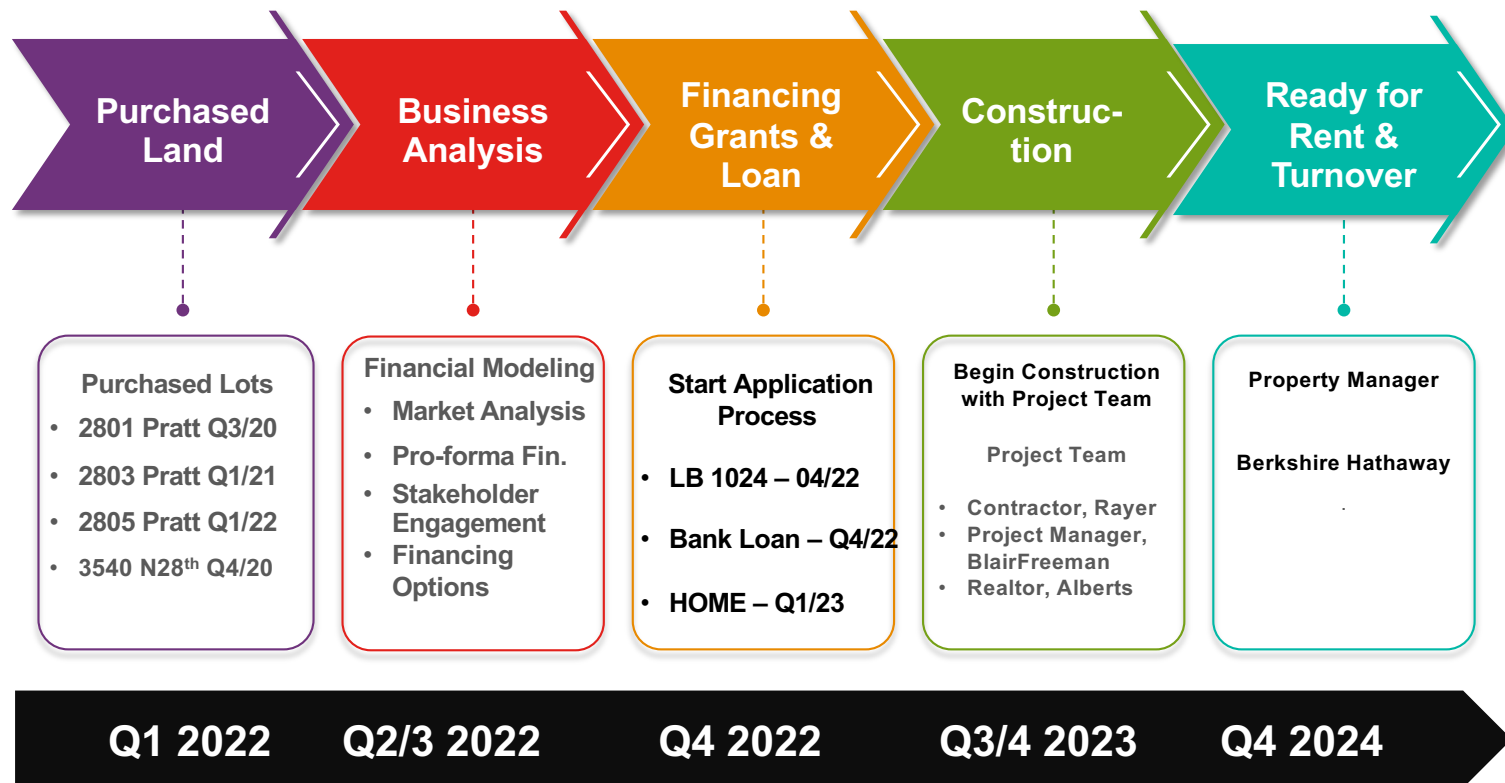 Purchased
Land
Business
Analysis
Financing
Grants &
Loan
Construc-
tion
Ready for
Rent &
Turnover
Purchased Lots
• 2801 Pratt Q3/20
• 2803 Pratt Q1/21
• 2805 Pratt Q1/22
• 3540 N28th Q4/20
Financial Modeling
• Market Analysis
• Pro-forma Fin.
• Stakeholder
Engagement
• Financing
Options
Start Application
Process
• LB 1024 – 04/22
• Bank Loan – Q4/22
• HOME – Q1/23
Begin Construction
with Project Team
Project Team
• Contractor, Rayer
• Project Manager,
BlairFreeman
• Realtor, Alberts
Property Manager
Berkshire Hathaway
.
Q1 2022
Q2/3 2022
Q4 2022
Q3/4 2023
Q4 2024